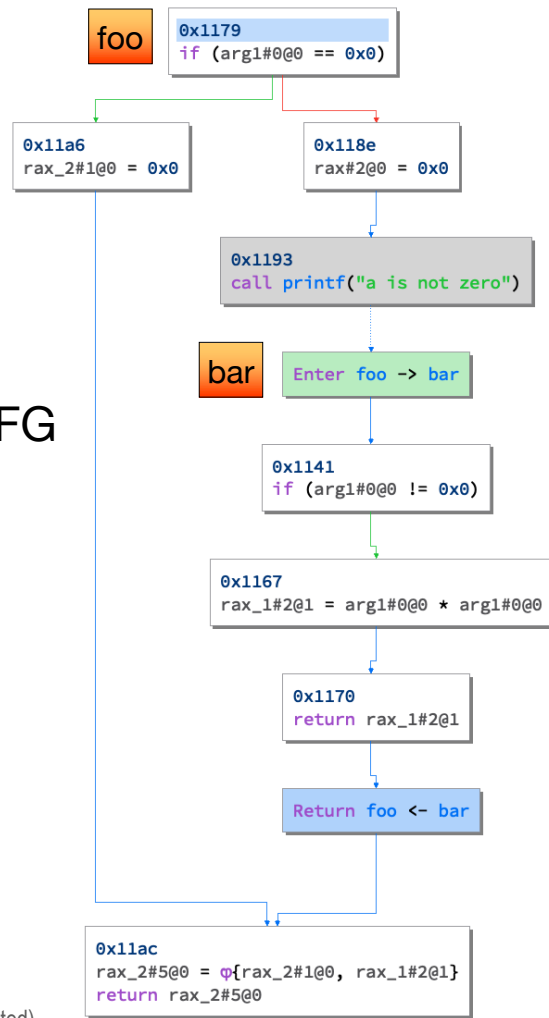 foo
0x1179
if (arg1#0@0 == 0x0)
0x11a6
rax_2#1@0 = 0x0
0x118e
rax#2@0 = 0x0
0x1193
call printf("a is not zero")
bar
Enter foo -> bar
FG
0x1141
if (arg1#0@0 != 0x0)
0x1167
rax_1#2@1 = arg1#0@0 * arg1#0@0
0x1170
return rax_1#2@1
Return foo <- bar
0x11ac
rax_2#5@0 = φ{rax_2#1@0, rax_1#2@1}
return rax_2#5@0